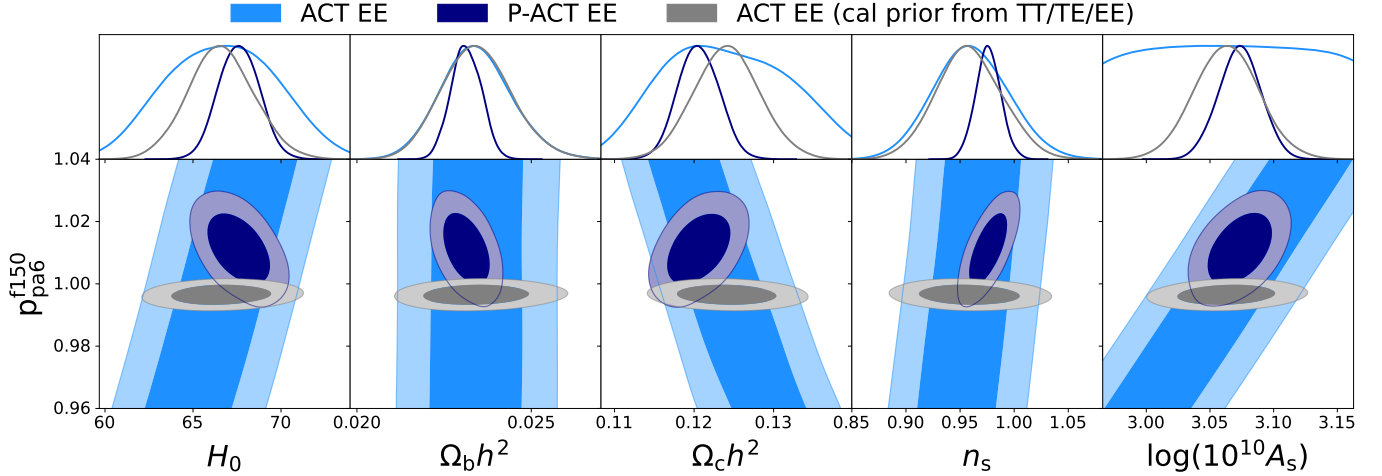 ACT EE P-ACT EE ACT EE (cal prior from TT/TE/EE)
1.04
1.02
1.00
0.98
0.96
p^{f150}_{pa6}
60 65 70 0.020 0.025 0.11 0.12 0.13 0.85 0.90 0.95 1.00 1.05 3.00 3.05 3.10 3.15
H_0 Ω_b h^2 Ω_c h^2 n_s log(10^{10} A_s)